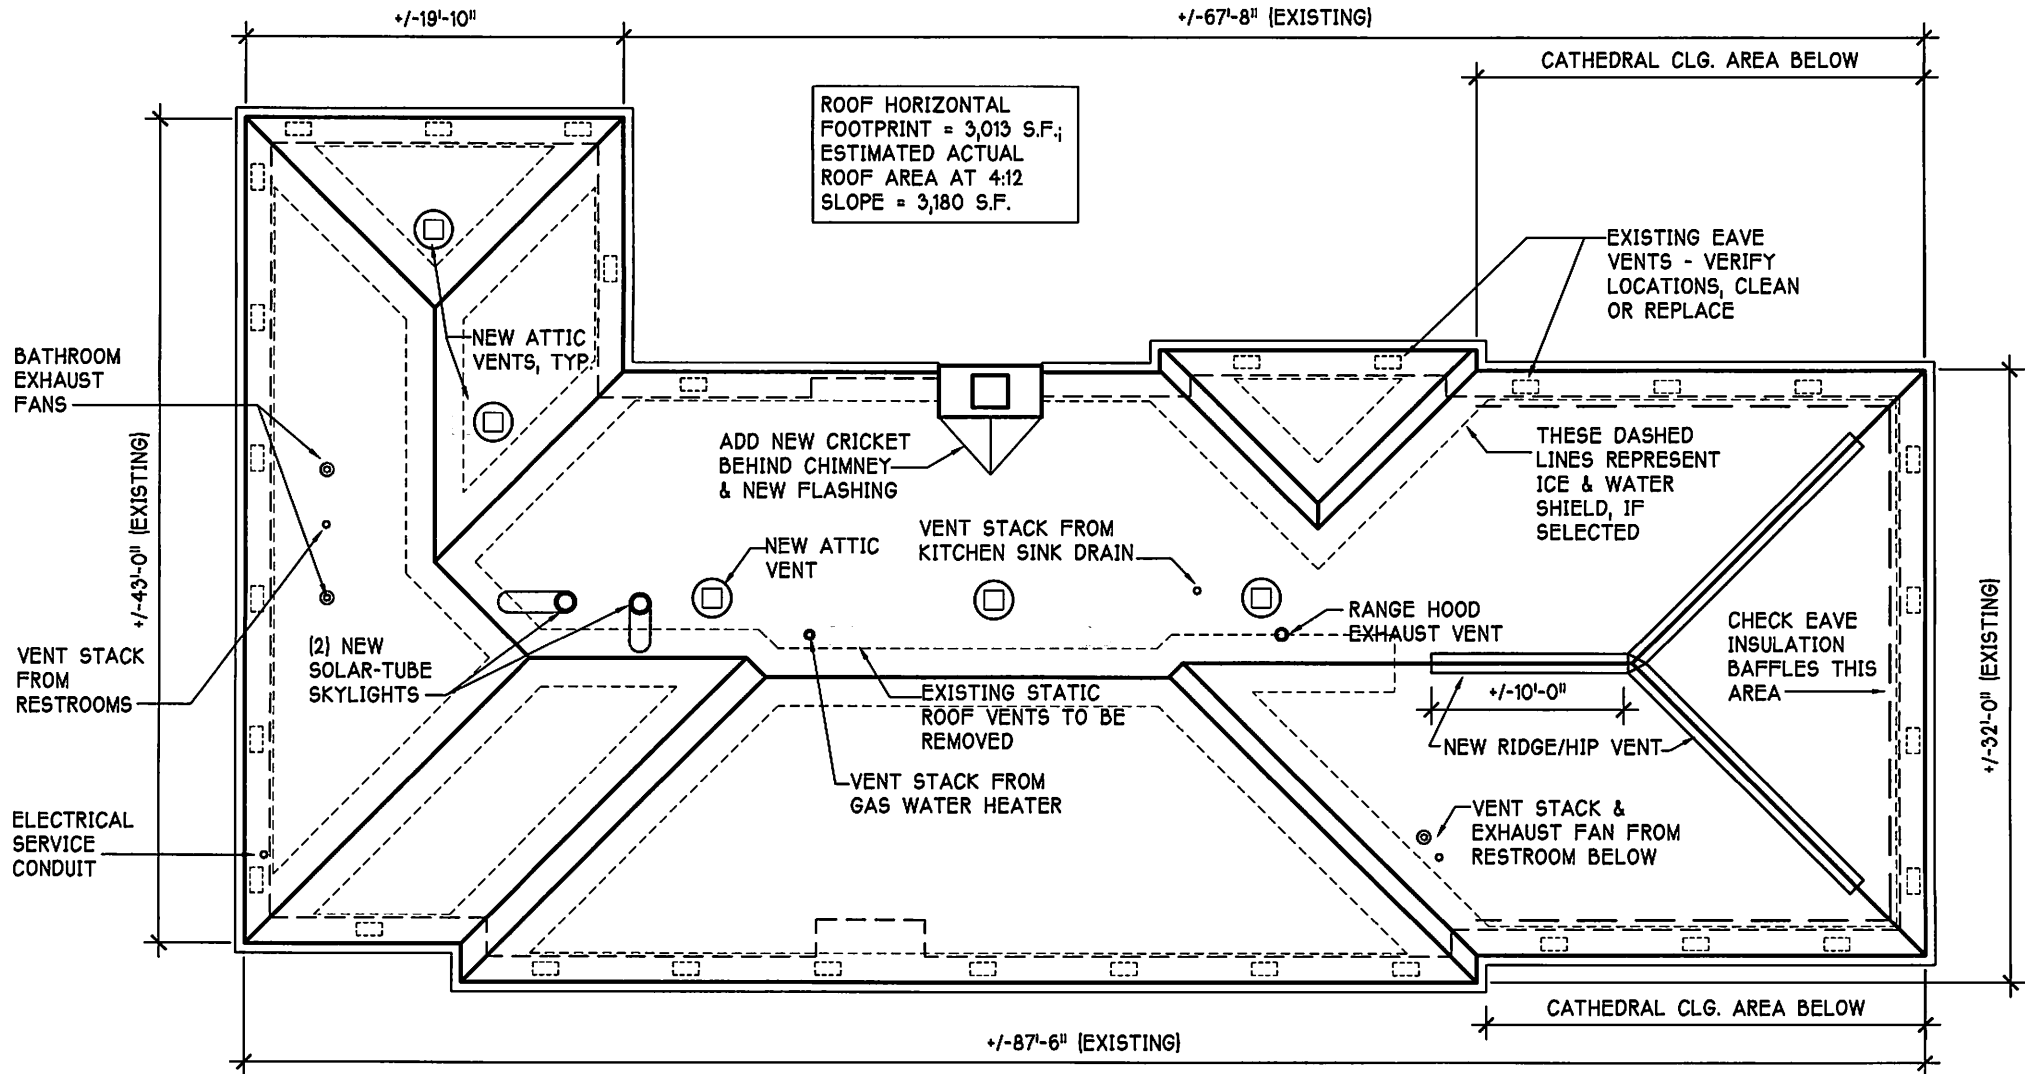 +/-19'-10"
+/-67'-8" (EXISTING)
CATHEDRAL CLG. AREA BELOW
ROOF HORIZONTAL
FOOTPRINT = 3,013 S.F.;
ESTIMATED ACTUAL
ROOF AREA AT 4:12
SLOPE = 3,180 S.F.
EXISTING EAVE
VENTS - VERIFY
LOCATIONS, CLEAN
OR REPLACE
NEW ATTIC
VENTS, TYP.
BATHROOM
EXHAUST
FANS
+/-43'-0" (EXISTING)
ADD NEW CRICKET
BEHIND CHIMNEY
& NEW FLASHING
THESE DASHED
LINES REPRESENT
ICE & WATER
SHIELD, IF
SELECTED
VENT STACK FROM
KITCHEN SINK DRAIN
NEW ATTIC
VENT
RANGE HOOD
EXHAUST VENT
CHECK EAVE
INSULATION
BAFFLES THIS
AREA
+/-32'-0" (EXISTING)
VENT STACK
FROM
RESTROOMS
(2) NEW
SOLAR-TUBE
SKYLIGHTS
EXISTING STATIC
ROOF VENTS TO BE
REMOVED
+/-10'-0"
NEW RIDGE/HIP VENT
VENT STACK FROM
GAS WATER HEATER
VENT STACK &
EXHAUST FAN FROM
RESTROOM BELOW
ELECTRICAL
SERVICE
CONDUIT
CATHEDRAL CLG. AREA BELOW
+/-87'-6" (EXISTING)